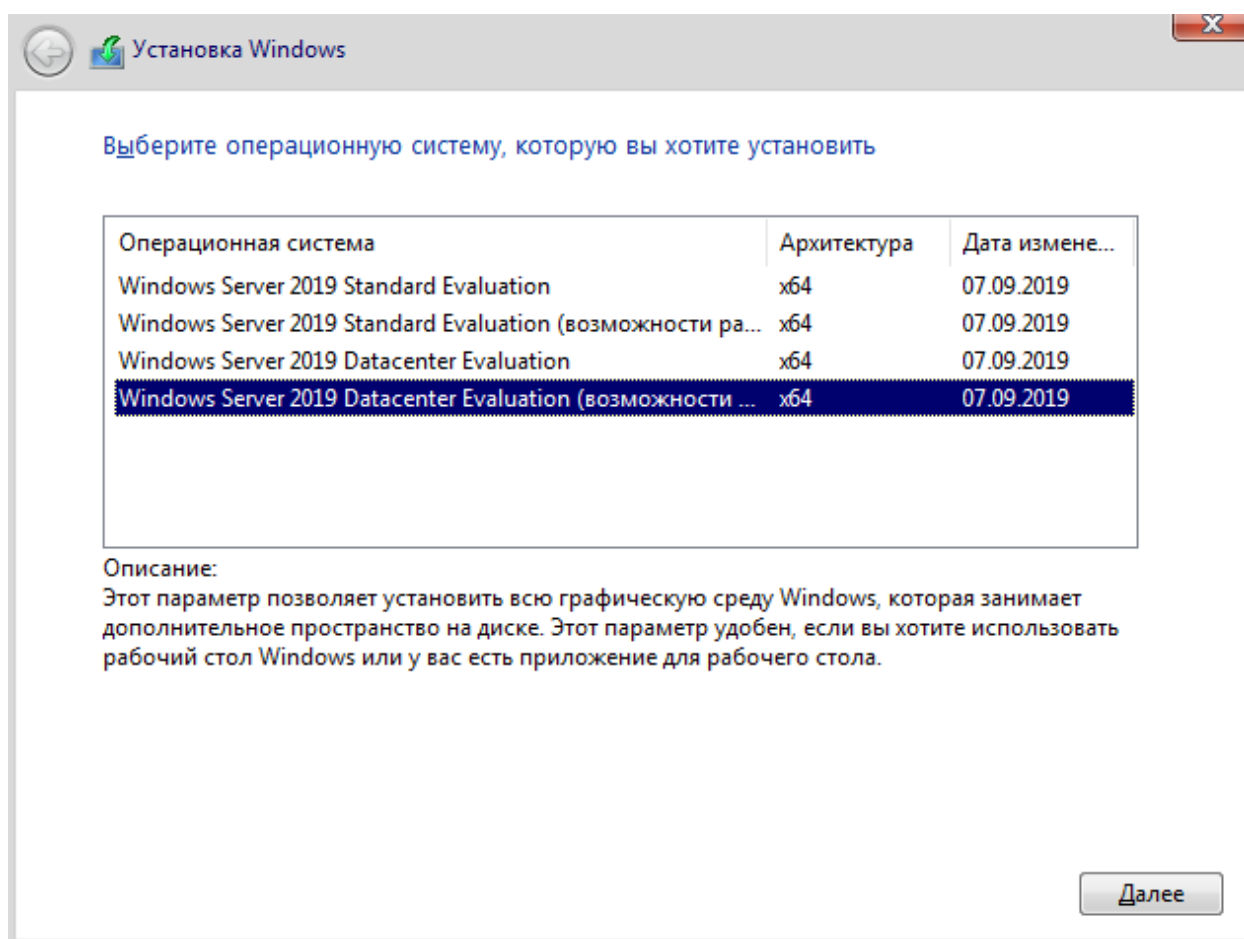 Установка Windows
Выберите операционную систему, которую вы хотите установить
Операционная система Архитектура Дата измене...
Windows Server 2019 Standard Evaluation x64 07.09.2019
Windows Server 2019 Standard Evaluation (возможности ра... x64 07.09.2019
Windows Server 2019 Datacenter Evaluation x64 07.09.2019
Windows Server 2019 Datacenter Evaluation (возможности ... x64 07.09.2019
Описание:
Этот параметр позволяет установить всю графическую среду Windows, которая занимает
дополнительное пространство на диске. Этот параметр удобен, если вы хотите использовать
рабочий стол Windows или у вас есть приложение для рабочего стола.
Далее